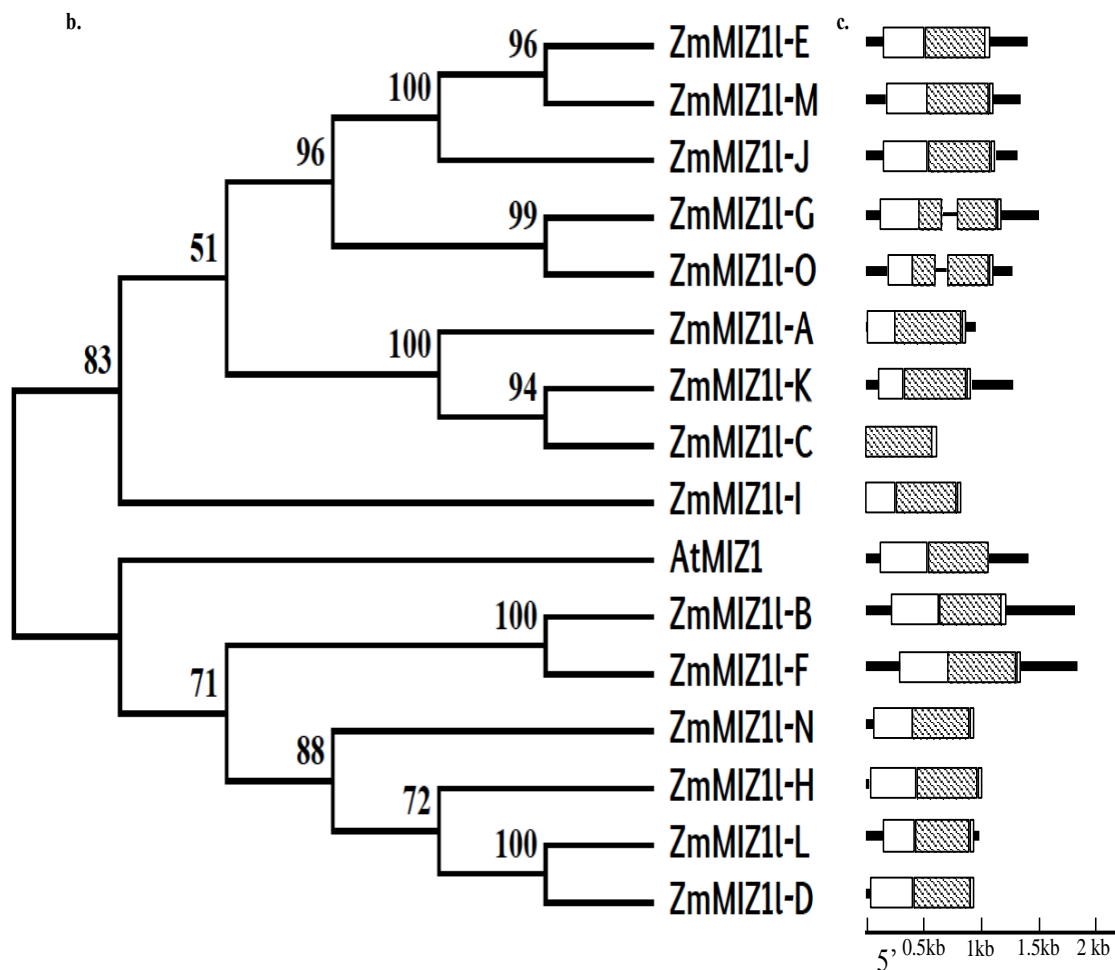 b.
c.
96
ZmMIZ1l-E
ZmMIZ1l-M
100
ZmMIZ1l-J
96
99
ZmMIZ1l-G
ZmMIZ1l-O
51
100
ZmMIZ1l-A
94
ZmMIZ1l-K
ZmMIZ1l-C
83
ZmMIZ1l-I
AtMIZ1
100
ZmMIZ1l-B
ZmMIZ1l-F
71
88
ZmMIZ1l-N
72
ZmMIZ1l-H
100
ZmMIZ1l-L
ZmMIZ1l-D
5’ 0.5kb 1kb 1.5kb 2 kb